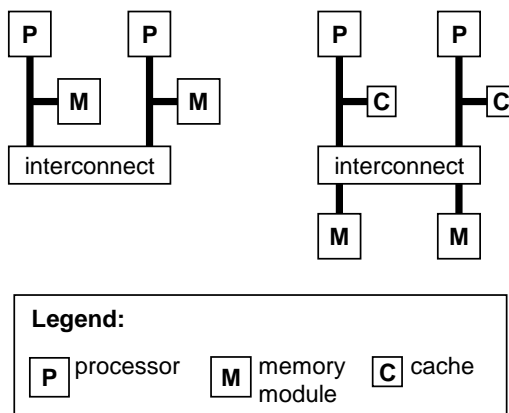 P P P P
M M C C
interconnect interconnect
M M
Legend:
P processor M memory module C cache